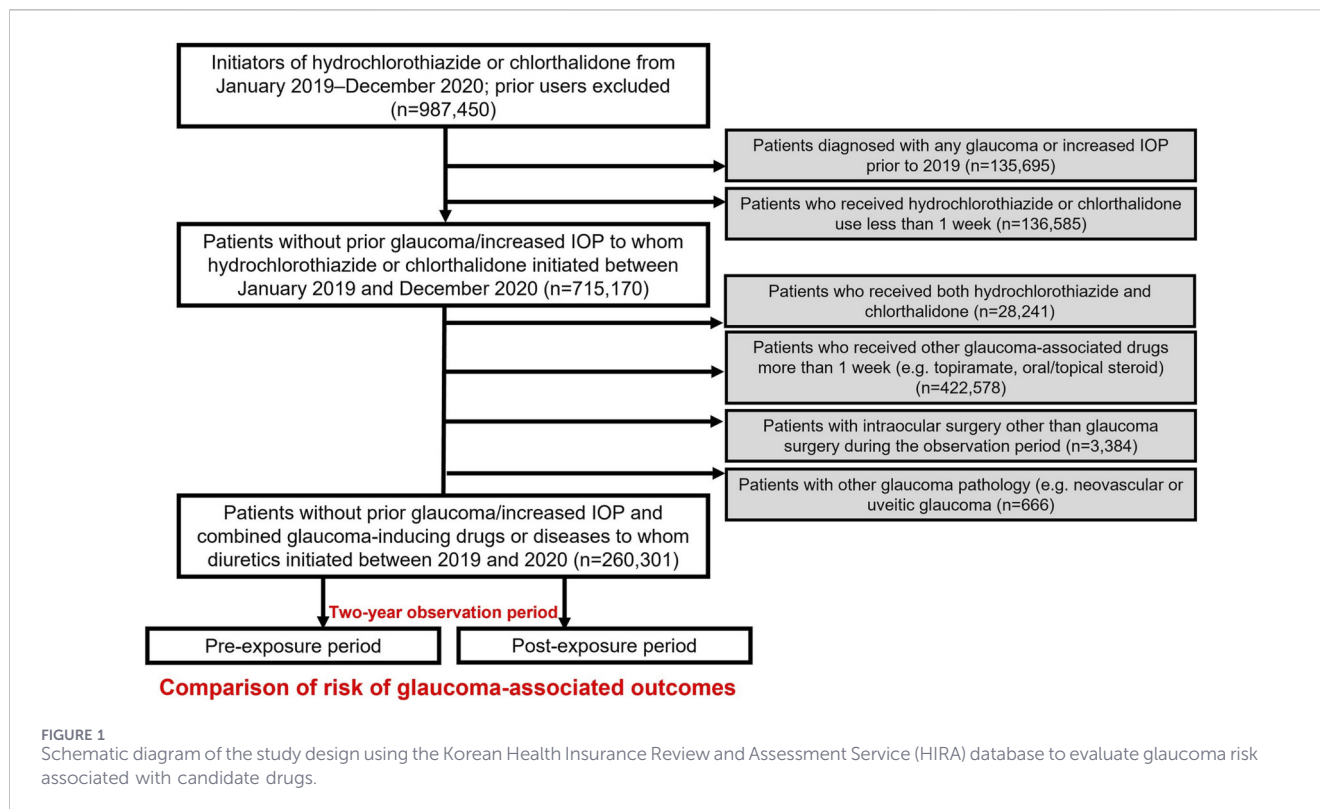 Initiators of hydrochlorothiazide or chlorthalidone from
January 2019–December 2020; prior users excluded
(n=987,450)
Patients diagnosed with any glaucoma or increased IOP
prior to 2019 (n=135,695)
Patients who received hydrochlorothiazide or chlorthalidone
use less than 1 week (n=136,585)
Patients without prior glaucoma/increased IOP to whom
hydrochlorothiazide or chlorthalidone initiated between
January 2019 and December 2020 (n=715,170)
Patients who received both hydrochlorothiazide and
chlorthalidone (n=28,241)
Patients who received other glaucoma-associated drugs
more than 1 week (e.g. topiramate, oral/topical steroid)
(n=422,578)
Patients with intraocular surgery other than glaucoma
surgery during the observation period (n=3,384)
Patients with other glaucoma pathology (e.g. neovascular or
uveitic glaucoma (n=666)
Patients without prior glaucoma/increased IOP and
combined glaucoma-inducing drugs or diseases to whom
diuretics initiated between 2019 and 2020 (n=260,301)
Two-year observation period
Pre-exposure period
Post-exposure period
Comparison of risk of glaucoma-associated outcomes
FIGURE 1
Schematic diagram of the study design using the Korean Health Insurance Review and Assessment Service (HIRA) database to evaluate glaucoma risk
associated with candidate drugs.